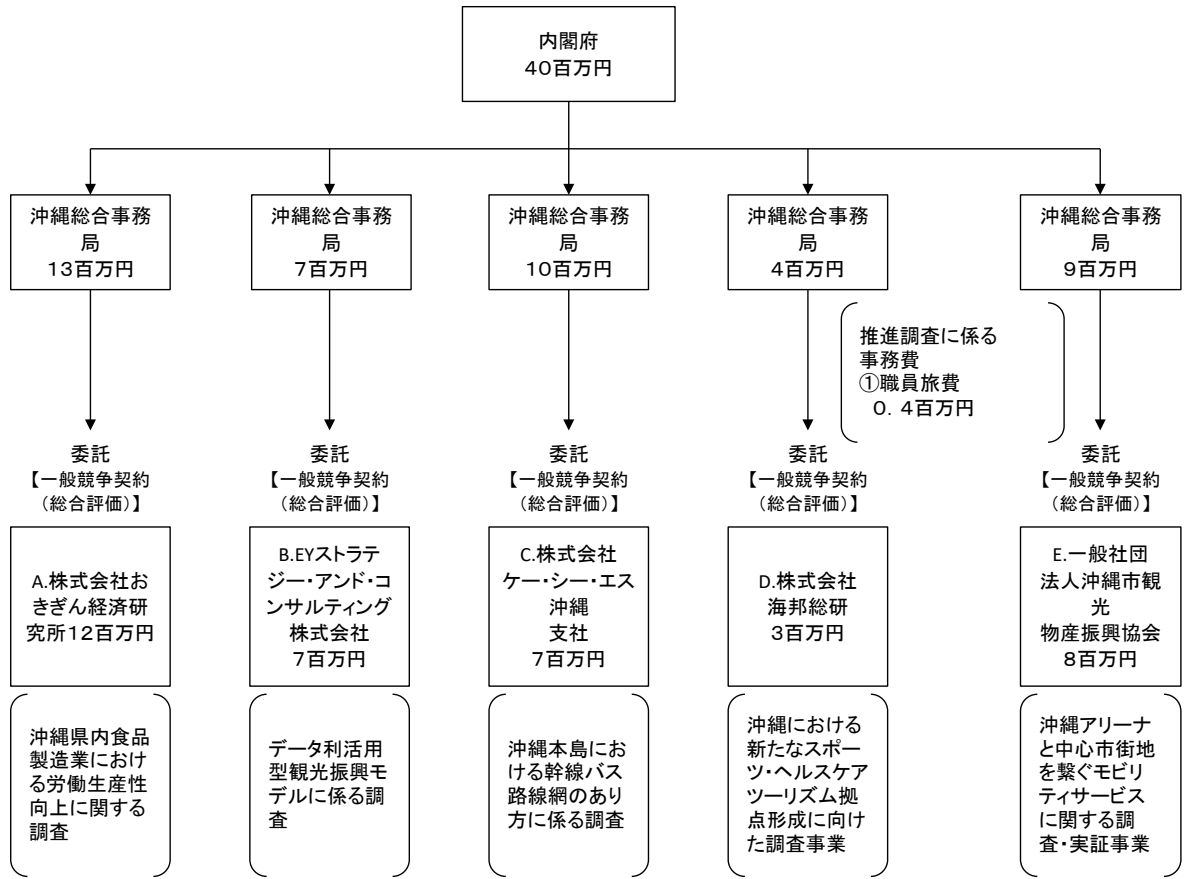 内閣府
40百万円
沖縄総合事務
局
13百万円
沖縄総合事務
局
7百万円
沖縄総合事務
局
10百万円
沖縄総合事務
局
4百万円
沖縄総合事務
局
9百万円
推進調査に係る
事務費
①職員旅費
0．4百万円
委託
【一般競争契約
（総合評価）】
委託
【一般競争契約
（総合評価）】
委託
【一般競争契約
（総合評価）】
委託
【一般競争契約
（総合評価）】
委託
【一般競争契約
（総合評価）】
A.株式会社お
きぎん経済研
究所12百万円
B.EYストラテ
ジー・アンド・コ
ンサルティング
株式会社
7百万円
C.株式会社
ケー・シー・エス
沖縄
支社
7百万円
D.株式会社
海邦総研
3百万円
E.一般社団
法人沖縄市観
光
物産振興協会
8百万円
沖縄県内食品
製造業におけ
る労働生産性
向上に関する
調査
データ利活用
型観光振興モ
デルに係る調
査
沖縄本島にお
ける幹線バス
路線網のあり
方に係る調査
沖縄における
新たなスポー
ツ・ヘルスケア
ツーリズム拠
点形成に向け
た調査事業
沖縄アリーナ
と中心市街地
を繋ぐモビリ
ティサービス
に関する調
査・実証事業